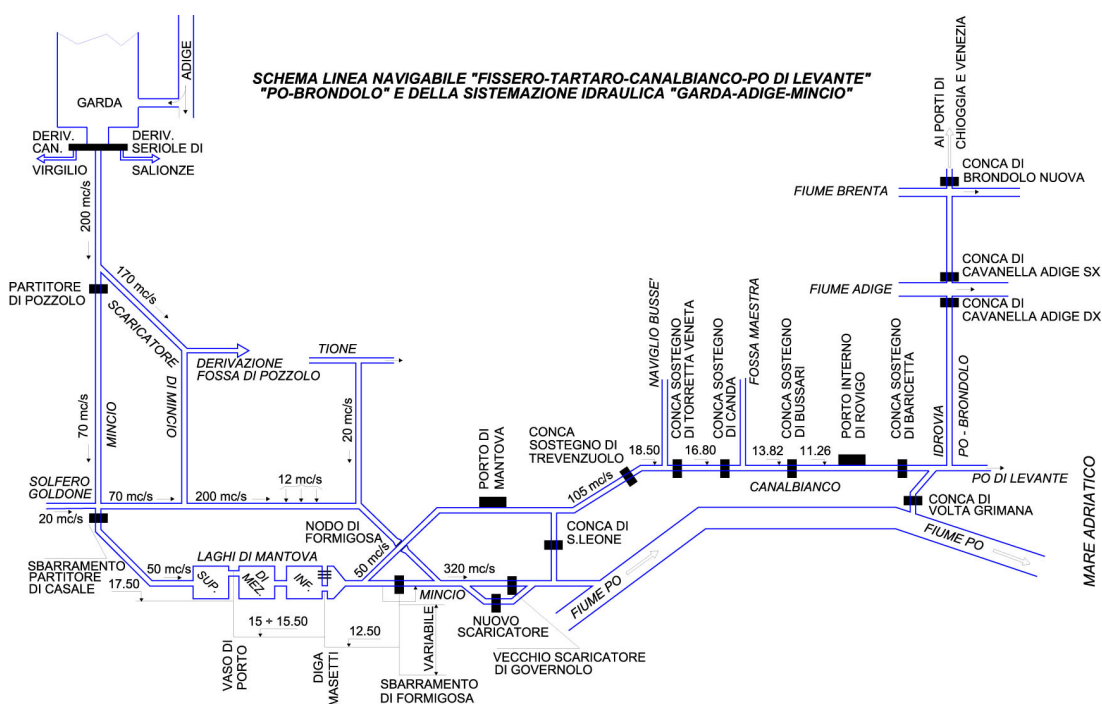 SCHEMA LINEA NAVIGABILE "FISSERO-TARTARO-CANALBIANCO-PO DI LEVANTE"
"PO-BRONDOLO" E DELLA SISTEMAZIONE IDRAULICA "GARDA-ADIGE-MINCIO"
ADIGE
GARDA
DERIV.
CAN.
VIRGILIO
DERIV.
SERIOLE DI
SALIONZE
200 mc/s
170 mc/s
PARTITORE
DI POZZOLO
SCARICATORE
DI MINCIO
DERIVAZIONE
FOSSA DI POZZOLO
TIONE
70 mc/s
MINCIO
20 mc/s
SOLFERO
GOLDONE
70 mc/s
200 mc/s
12 mc/s
20 mc/s
SBARRAMENTO
PARTITORE
DI CASALE
50 mc/s
17.50
LAGHI DI MANTOVA
SUP.
DI
MEZ.
INF.
NODO DI
FORMIGOSA
50 mc/s
320 mc/s
MINCIO
15 ÷ 15.50
12.50
VARIABILE
VASO DI
PORTO
DIGA
MASETTI
SBARRAMENTO
DI FORMIGOSA
NUOVO
SCARICATORE
VECCHIO SCARICATORE
DI GOVERNOLO
PORTO DI
MANTOVA
105 mc/s
CONCA
SOSTEGNO DI
TREVENZUOLO
CONCA DI
S.LEONE
FIUME PO
18.50
NAVIGLIO BUSSE'
CONCA SOSTEGNO
DI TORRETTA VENETA
16.80
CONCA SOSTEGNO
DI CANDA
FOSSA MAESTRA
13.82
CONCA SOSTEGNO
DI BUSSARI
11.26
PORTO INTERNO
DI ROVIGO
CONCA SOSTEGNO
DI BARICETTA
CANALBIANCO
IDROVIA
PO - BRONDOLO
PO DI LEVANTE
CONCA DI
VOLTA GRIMANA
FIUME PO
MARE ADRIATICO
AI PORTI DI
CHIOGGIA E VENEZIA
CONCA DI
BRONDOLO NUOVA
FIUME BRENTA
CONCA DI
CAVANELLA ADIGE SX
FIUME ADIGE
CONCA DI
CAVANELLA ADIGE DX